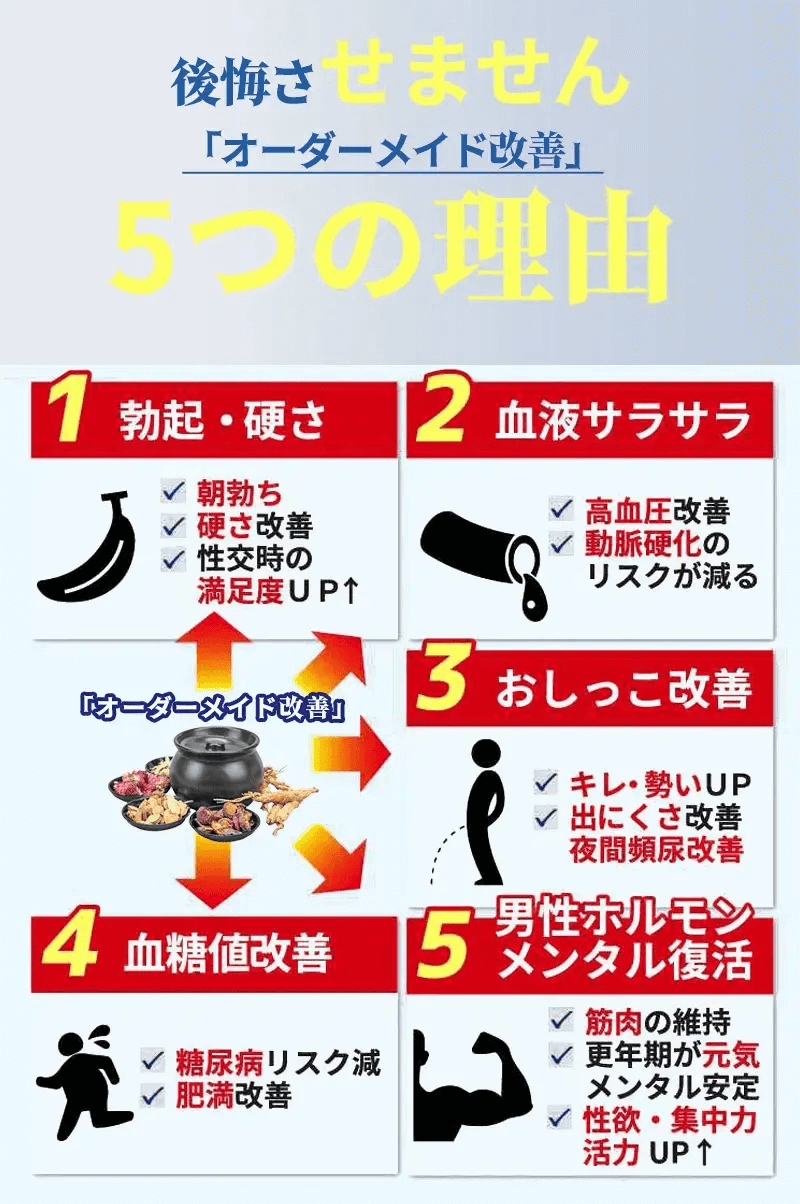 後悔させません
「オーダーメイド改善」
5つの理由
1 勃起・硬さ
朝勃ち
硬さ改善
性交時の
満足度UP↑
2 血液サラサラ
高血圧改善
動脈硬化の
リスクが減る
「オーダーメイド改善」
3 おしっこ改善
キレ・勢いUP
出にくさ改善
夜間頻尿改善
4 血糖値改善
糖尿病リスク減
肥満改善
5 男性ホルモン
メンタル復活
筋肉の維持
更年期が元気
メンタル安定
性欲・集中力
活力 UP↑